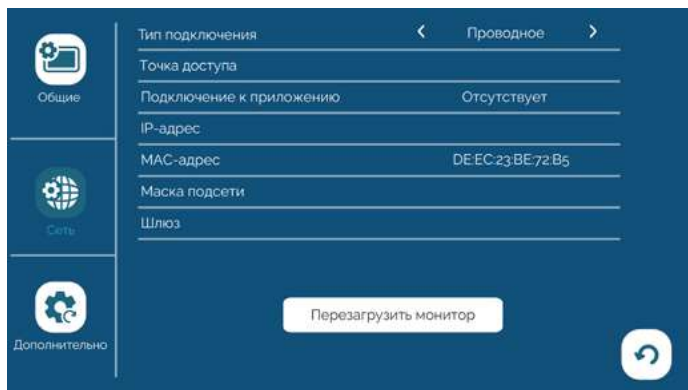 Общие
Сеть
Дополнительно
Тип подключения < Проводное >
Точка доступа
Подключение к приложению Отсутствует
IP-адрес
MAC-адрес DE:EC:23:BE:72:B5
Маска подсети
Шлюз
Перезагрузить монитор